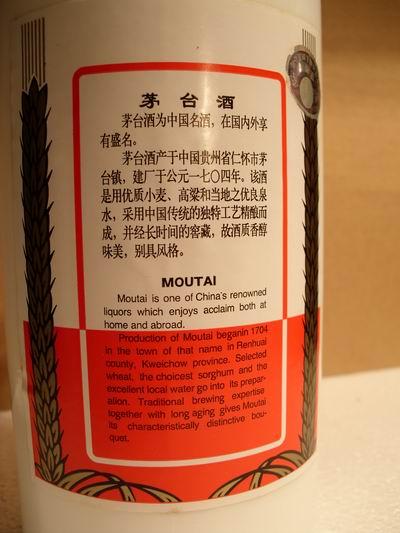 茅台酒
茅台酒为中国名酒，在国内外享
有盛名。
茅台酒产于中国贵州省仁怀市茅
台镇，建厂于公元一七〇四年。该酒
是用优质小麦、高粱和当地之优良泉
水，采用中国传统的独特工艺精酿而
成，并经长时间的窖藏，故酒质香醇
味美，别具风格。
MOUTAI
Moutai is one of China's renowned
liquors which enjoys acclaim both at
home and abroad.
Production of Moutai beganin 1704
in the town of that name in Renhuai
county, Kweichow province. Selected
wheat, the choicest sorghum and the
excellent local water go into its prepar-
ation. Traditional brewing expertise
together with long aging gives Moutai
its characteristically distinctive bou-
quet.